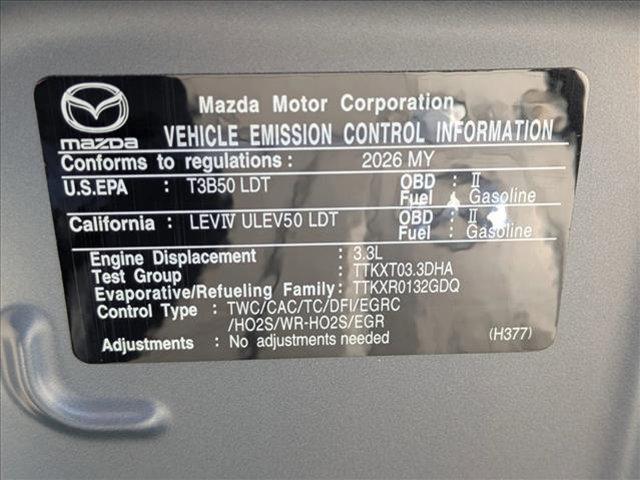 Mazda Motor Corporation
mazda VEHICLE EMISSION CONTROL INFORMATION
Conforms to regulations : 2026 MY
U.S.EPA : T3B50 LDT OBD : II
Fuel : Gasoline
California : LEVIV ULEV50 LDT OBD : II
Fuel : Gasoline
Engine Displacement : 3.3L
Test Group : TTKXT03.3DHA
Evaporative/Refueling Family: TTKXR0132GDQ
Control Type : TWC/CAC/TC/DFI/EGRC
/HO2S/WR-HO2S/EGR
Adjustments : No adjustments needed (H377)